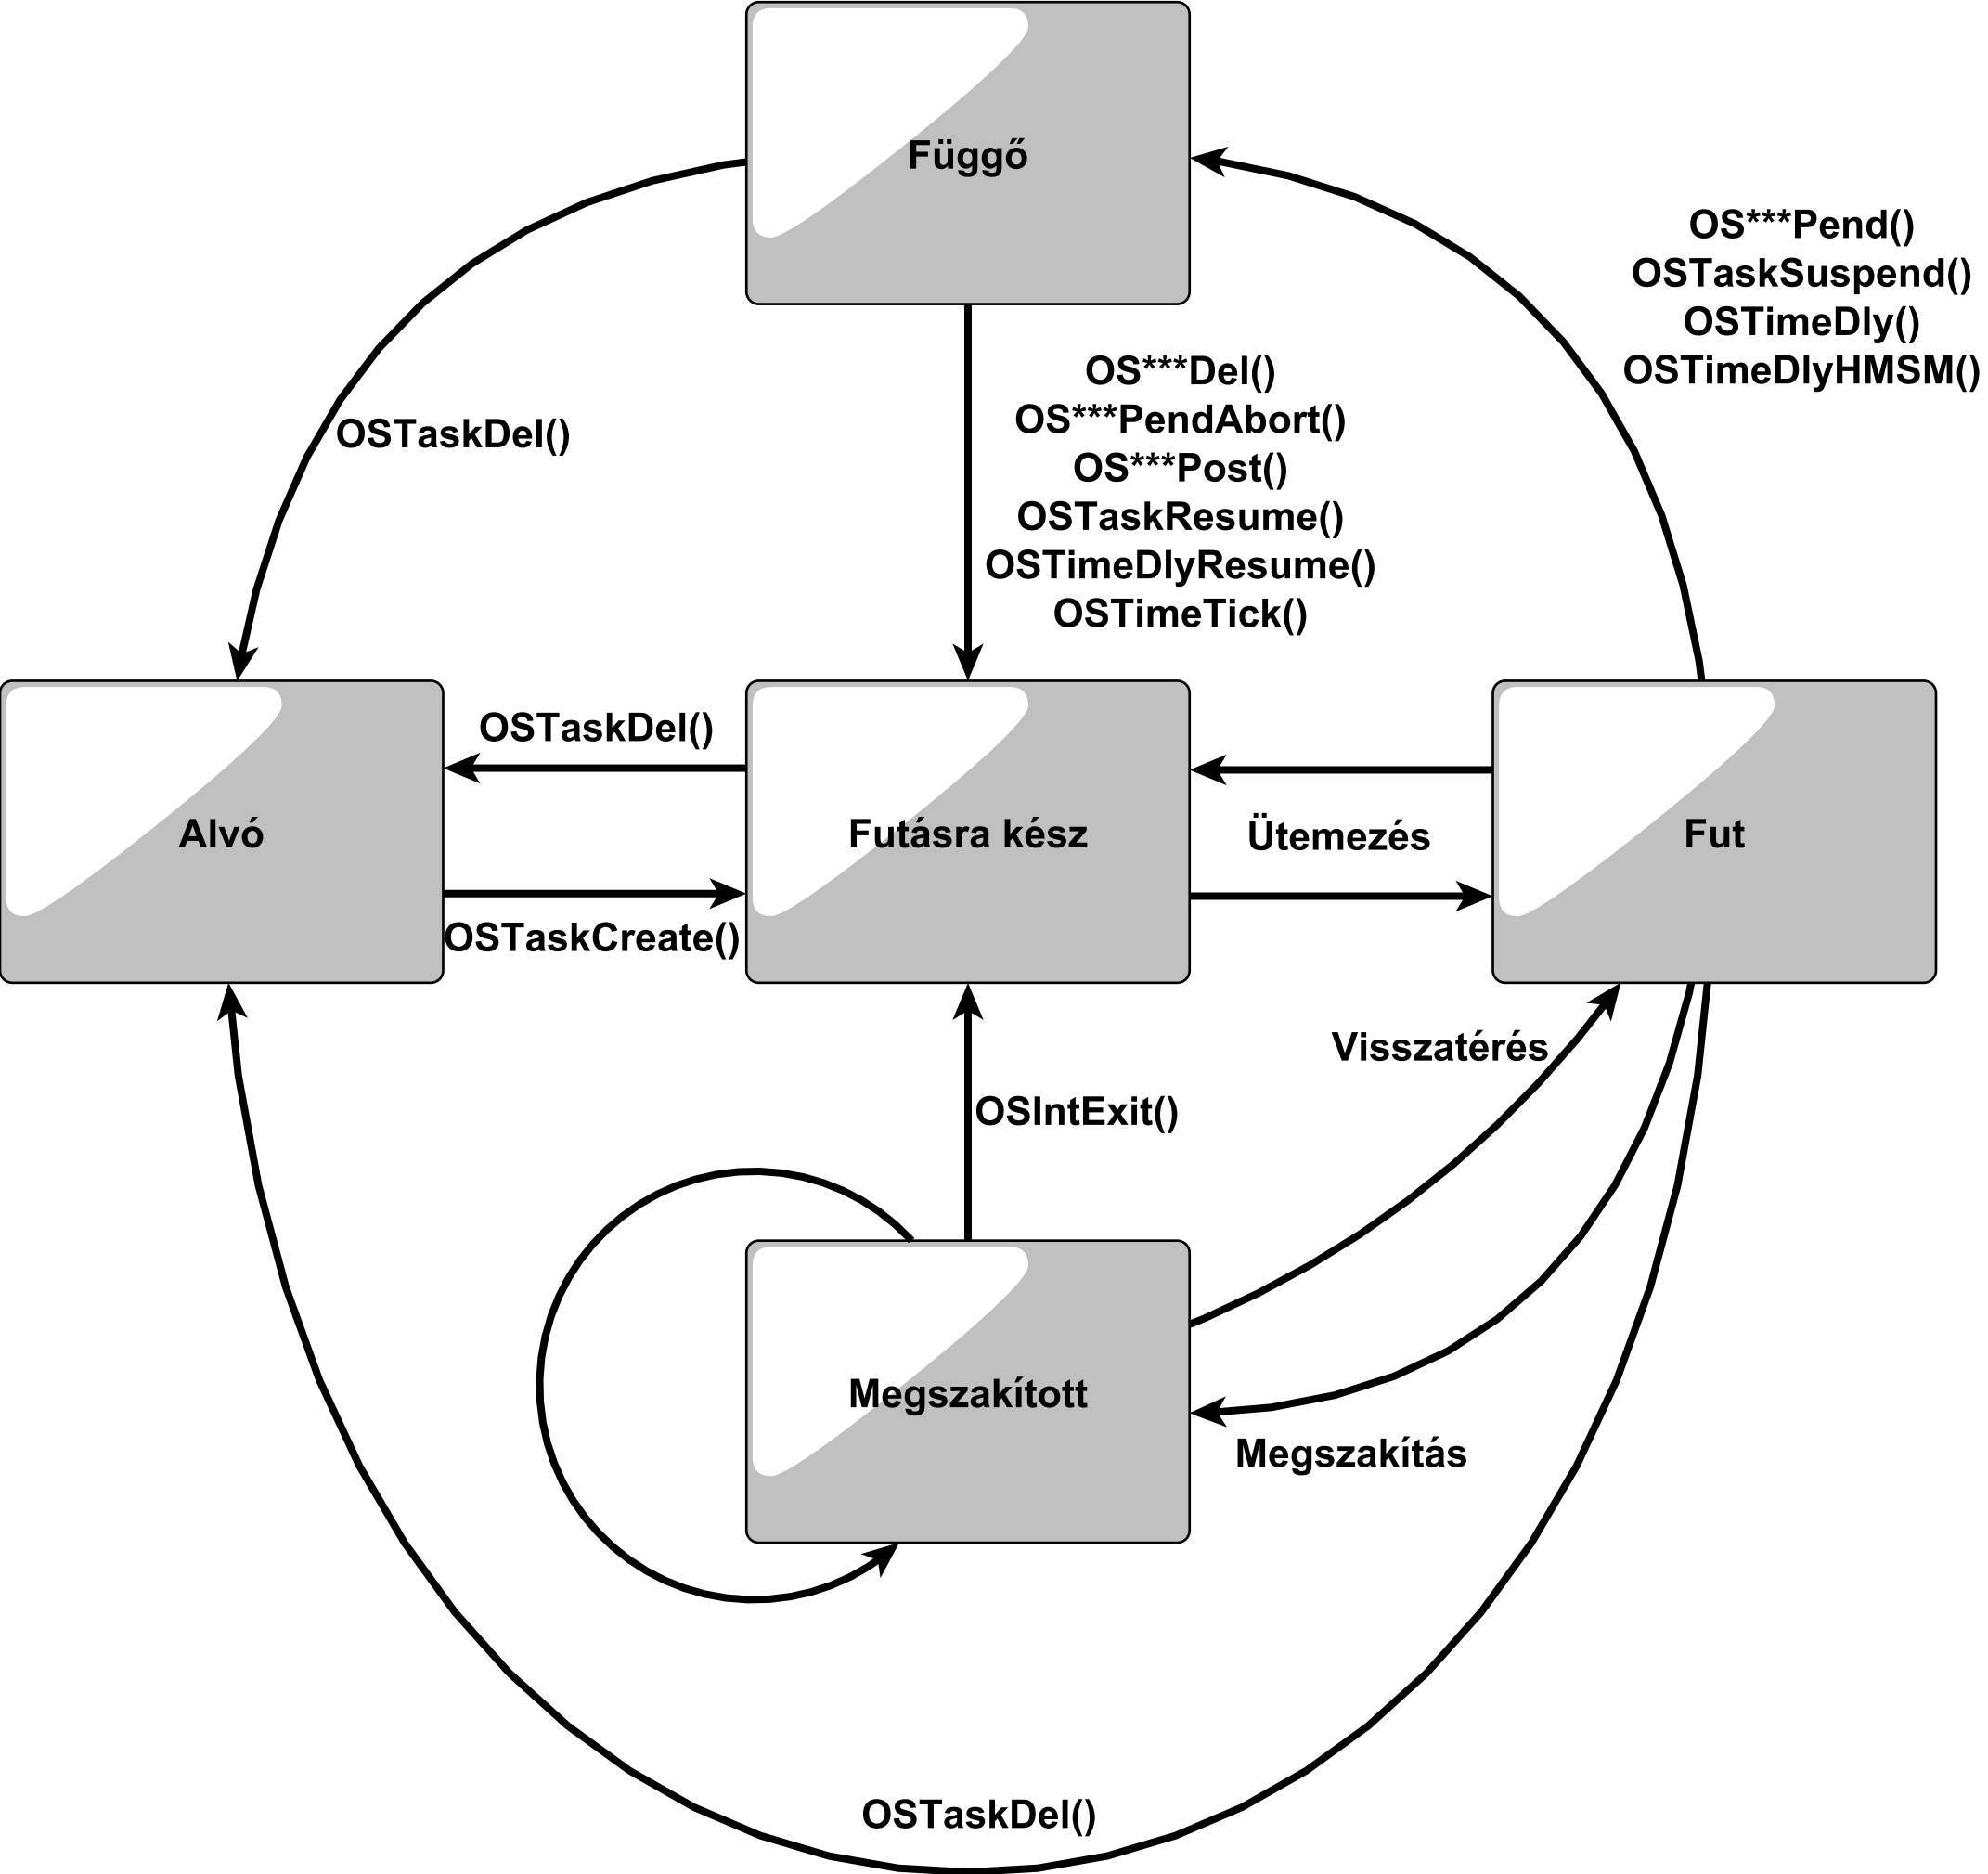 Függő
OS***Pend()
OSTaskSuspend()
OSTimeDly()
OSTimeDlyHMSM()
OS***Del()
OS***PendAbort()
OS***Post()
OSTaskResume()
OSTimeDlyResume()
OSTimeTick()
OSTaskDel()
OSTaskDel()
Alvó
Futásra kész
Ütemezés
Fut
OSTaskCreate()
Visszatérés
OSIntExit()
Megszakított
Megszakítás
OSTaskDel()